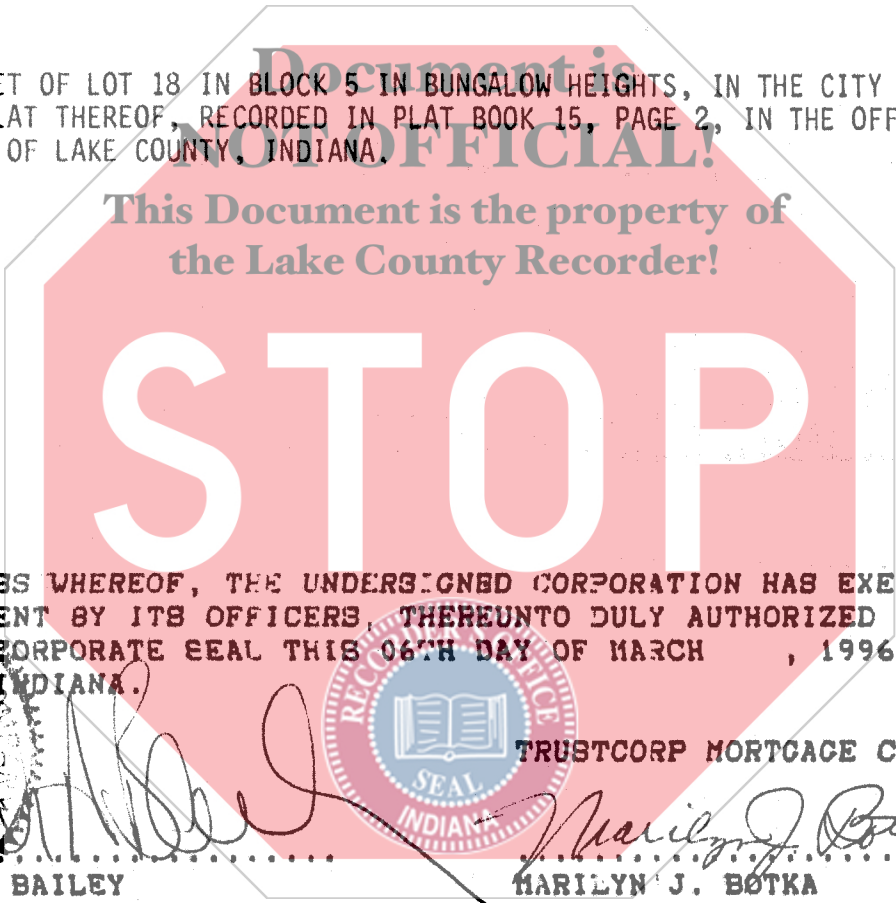 Document is
ET OF LOT 18 IN BLOCK 5 IN BUNGALOW HEIGHTS, IN THE CITY
LAT THEREOF, RECORDED IN PLAT BOOK 15, PAGE 2, IN THE OFF
NOT OFFICIAL!
OF LAKE COUNTY, INDIANA.
This Document is the property of
the Lake County Recorder!
STOP
SS WHEREOF, THE UNDERSIGNED CORPORATION HAS EXE
ENT BY ITS OFFICERS, THEREUNTO DULY AUTHORIZED
CORPORATE SEAL THIS 06TH DAY OF MARCH , 1996
INDIANA.
RECORDER'S OFFICE
SEAL
INDIANA
TRUSTCORP MORTGAGE C
Marilyn J. Bot
BAILEY
MARILYN J. BOTKA